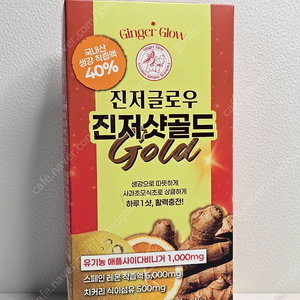 Ginger Glow
국내산
생강 착즙액
40%
진저글로우
진저샷골드
Gold
생강으로 따뜻하게
사과초모식초로 상큼하게
하루 1샷, 활력충전!
유기농 애플사이다비니거 1,000mg
스페인 레몬 착즙액 6,000mg
치커리 식이섬유 500mg